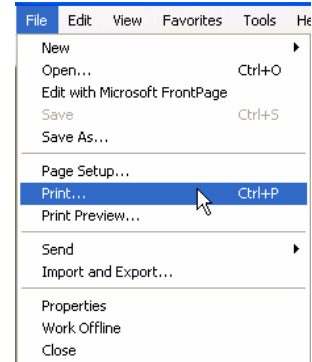 File Edit View Favorites Tools
New
Open... Ctrl+O
Edit with Microsoft FrontPage
Save Ctrl+S
Save As...
Page Setup...
Print... Ctrl+P
Print Preview...
Send
Import and Export...
Properties
Work Offline
Close